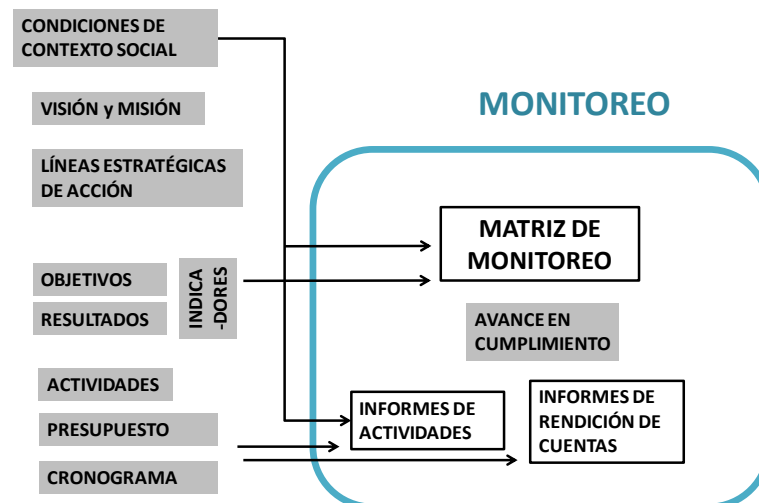 CONDICIONES DE
CONTEXTO SOCIAL
VISIÓN y MISIÓN
MONITOREO
LÍNEAS ESTRATÉGICAS
DE ACCIÓN
MATRIZ DE
MONITOREO
OBJETIVOS
RESULTADOS
INDICA
-DORES
AVANCE EN
CUMPLIMIENTO
ACTIVIDADES
PRESUPUESTO
CRONOGRAMA
INFORMES DE
ACTIVIDADES
INFORMES DE
RENDICIÓN DE
CUENTAS